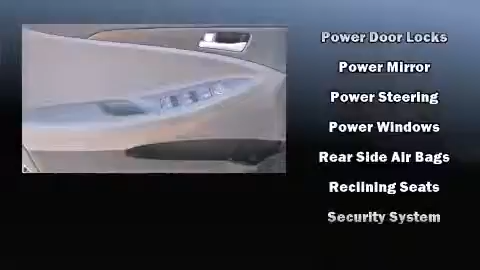 Power Door Locks
Power Mirror
Power Steering
Power Windows
Rear Side Air Bags
Reclining Seats
Security System